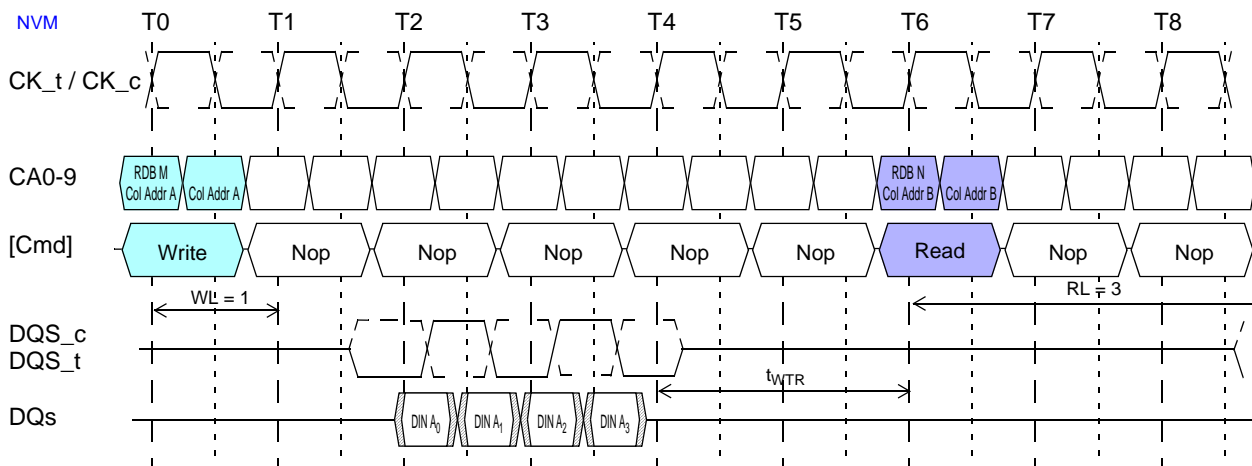 NVM T0 T1 T2 T3 T4 T5 T6 T7 T8
CK_t / CK_c
CA0-9 RDB M Col Addr A Col Addr A RDB N Col Addr B Col Addr B
[Cmd] Write Nop Nop Nop Nop Nop Read Nop Nop
WL = 1 RL = 3
DQS_c
DQS_t
tWTR
DQs DIN A0 DIN A1 DIN A2 DIN A3